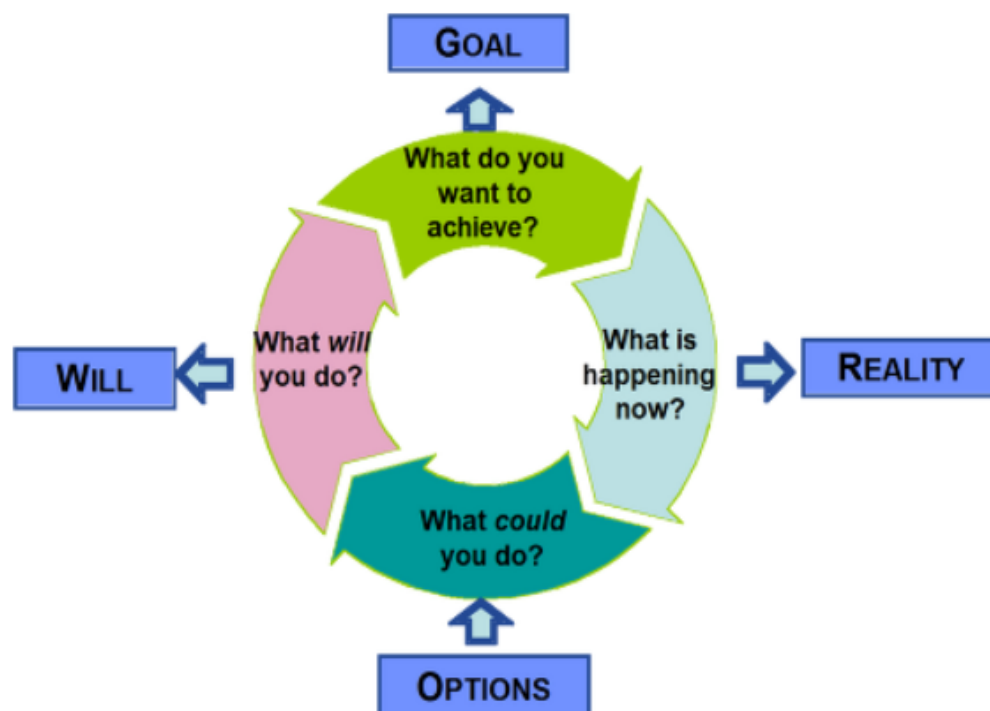 GOAL
What do you
want to
achieve?
What is
happening
now?
REALITY
What could
you do?
OPTIONS
What will
you do?
WILL